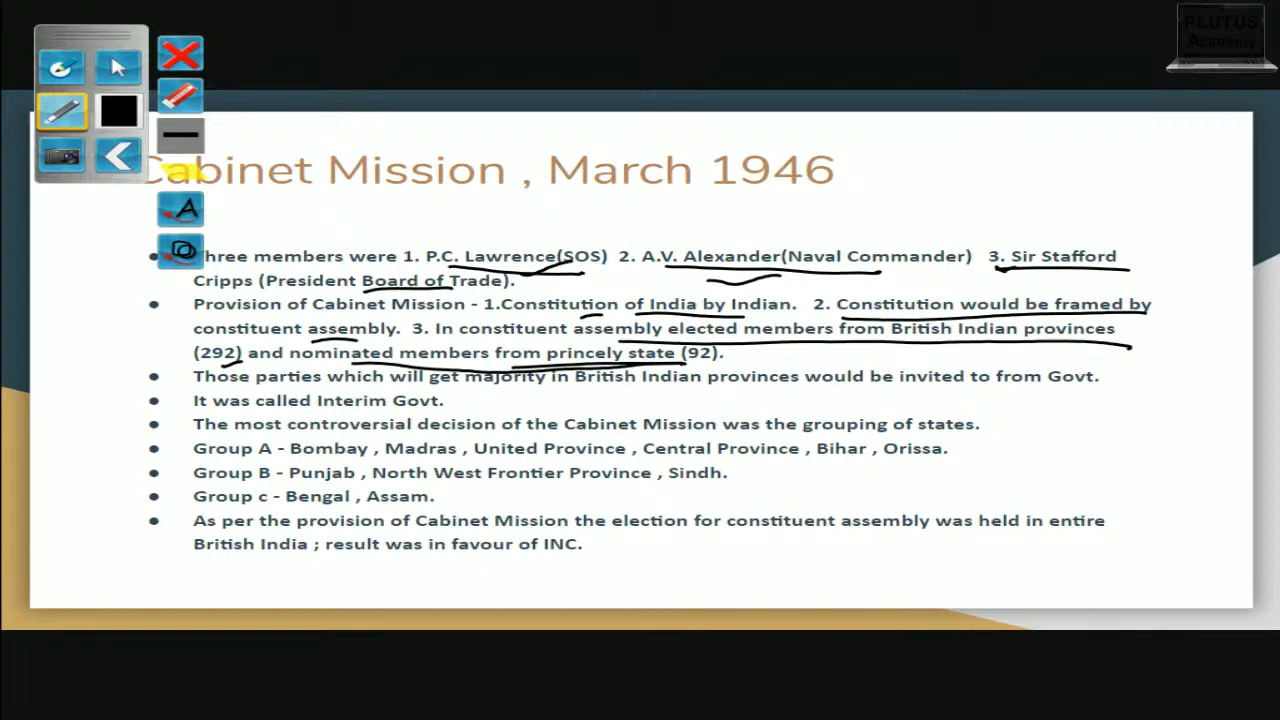 PLUTUS
Academy
Cabinet Mission , March 1946
Three members were 1. P.C. Lawrence(SOS) 2. A.V. Alexander(Naval Commander) 3. Sir Stafford
Cripps (President Board of Trade).
Provision of Cabinet Mission - 1.Constitution of India by Indian. 2. Constitution would be framed by
constituent assembly. 3. In constituent assembly elected members from British Indian provinces
(292) and nominated members from princely state (92).
Those parties which will get majority in British Indian provinces would be invited to from Govt.
It was called Interim Govt.
The most controversial decision of the Cabinet Mission was the grouping of states.
Group A - Bombay , Madras , United Province , Central Province , Bihar , Orissa.
Group B - Punjab , North West Frontier Province , Sindh.
Group c - Bengal , Assam.
As per the provision of Cabinet Mission the election for constituent assembly was held in entire
British India ; result was in favour of INC.